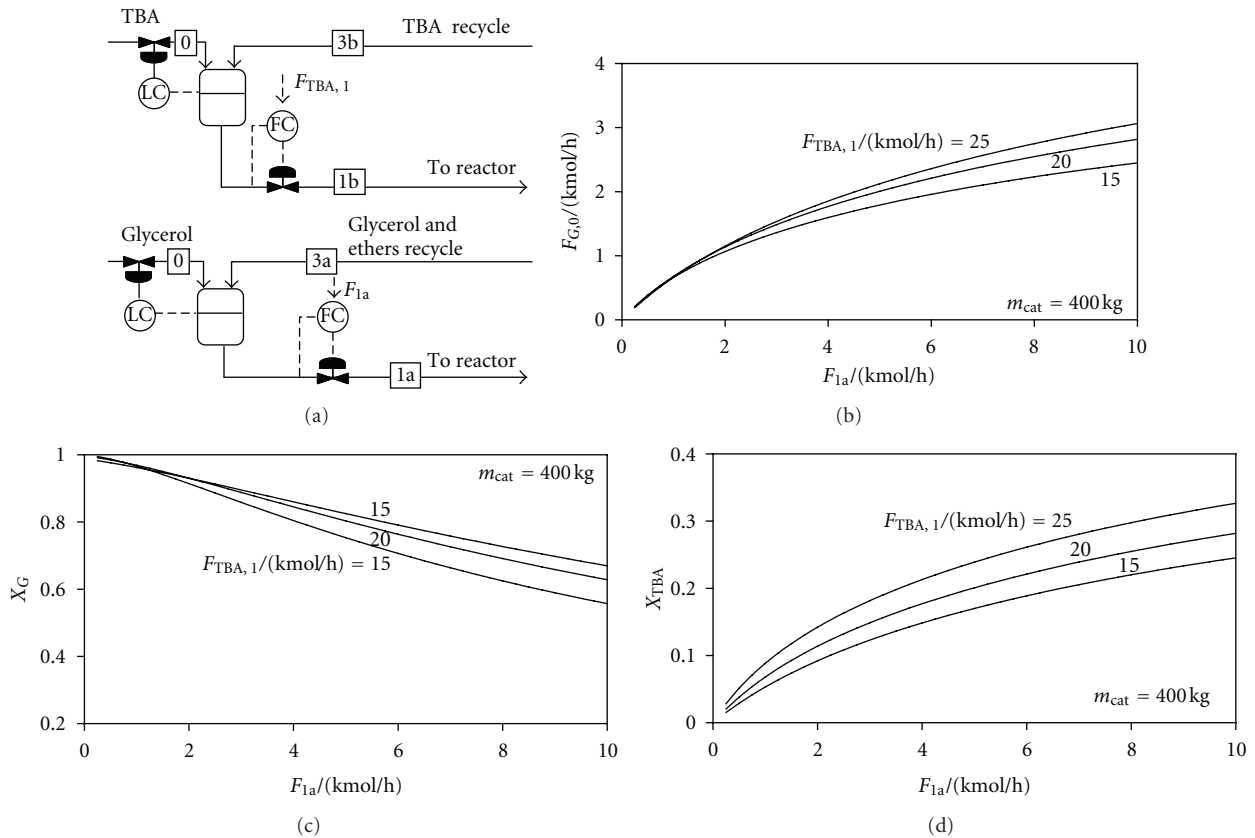 TBA
0
3b
TBA recycle
F_TBA, 1
LC
FC
1b
To reactor
Glycerol
0
3a
Glycerol and
ethers recycle
F_1a
LC
FC
1a
To reactor
(a)
4
3
2
1
0
F_G,0/(kmol/h)
F_TBA, 1/(kmol/h) = 25
20
15
m_cat = 400 kg
0
2
4
6
8
10
F_1a/(kmol/h)
(b)
1
0.8
0.6
0.4
0.2
X_G
m_cat = 400 kg
15
20
F_TBA, 1/(kmol/h) = 15
0
2
4
6
8
10
F_1a/(kmol/h)
(c)
0.4
0.3
0.2
0.1
0
X_TBA
F_TBA, 1/(kmol/h) = 25
20
15
m_cat = 400 kg
0
2
4
6
8
10
F_1a/(kmol/h)
(d)